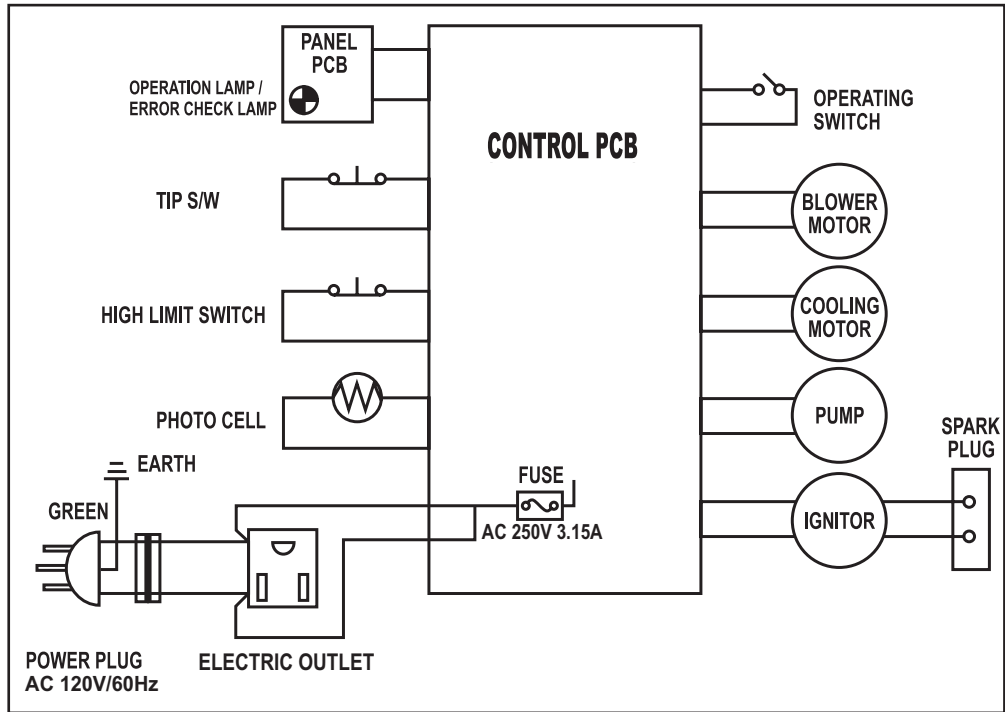 PANEL
PCB
OPERATION LAMP /
ERROR CHECK LAMP
CONTROL PCB
OPERATING
SWITCH
TIP S/W
BLOWER
MOTOR
HIGH LIMIT SWITCH
COOLING
MOTOR
PHOTO CELL
PUMP
SPARK
PLUG
EARTH
GREEN
FUSE
AC 250V 3.15A
IGNITOR
POWER PLUG
AC 120V/60Hz
ELECTRIC OUTLET